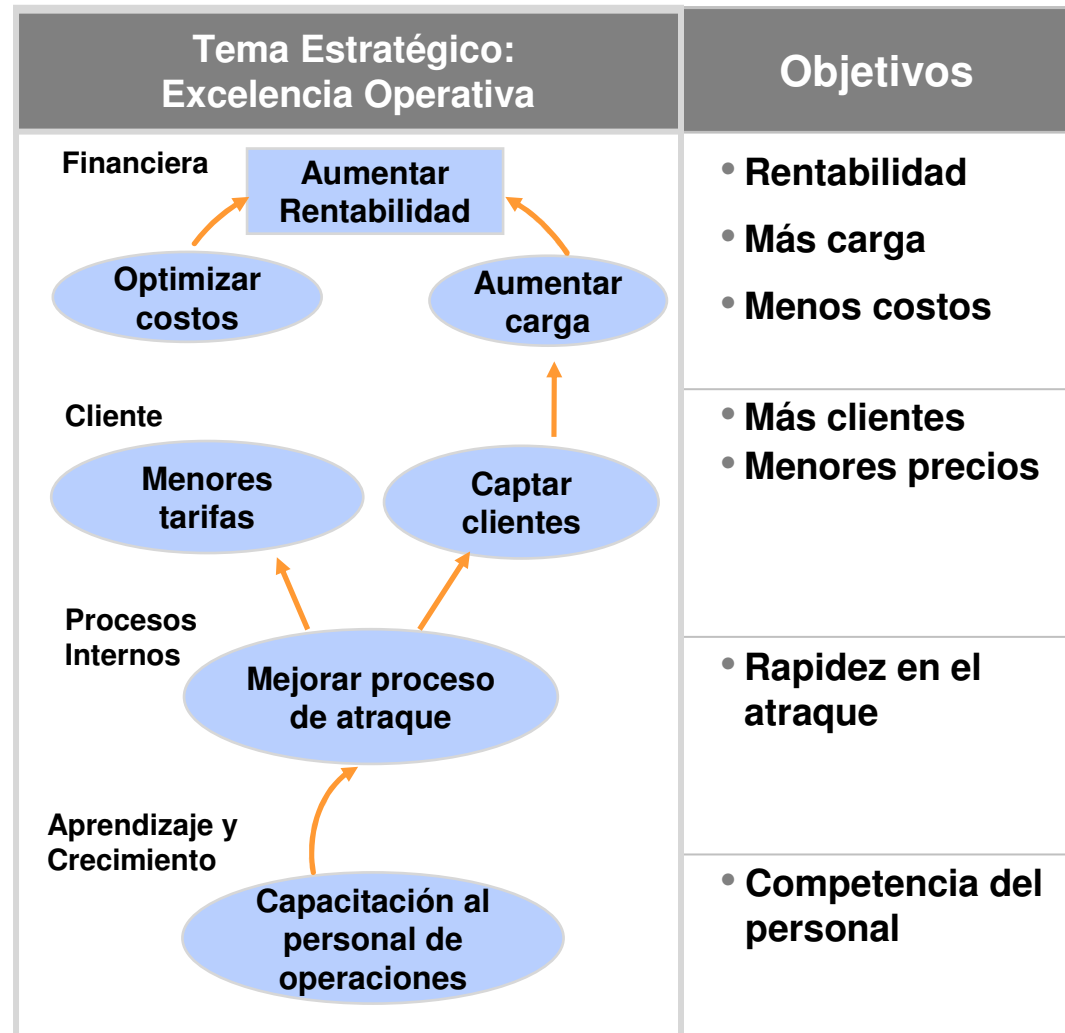 Tema Estratégico:
Excelencia Operativa
Objetivos
Financiera
Aumentar
Rentabilidad
Optimizar
costos
Aumentar
carga
• Rentabilidad
• Más carga
• Menos costos
Cliente
Menores
tarifas
Captar
clientes
• Más clientes
• Menores precios
Procesos
Internos
Mejorar proceso
de atraque
• Rapidez en el
atraque
Aprendizaje y
Crecimiento
Capacitación al
personal de
operaciones
• Competencia del
personal